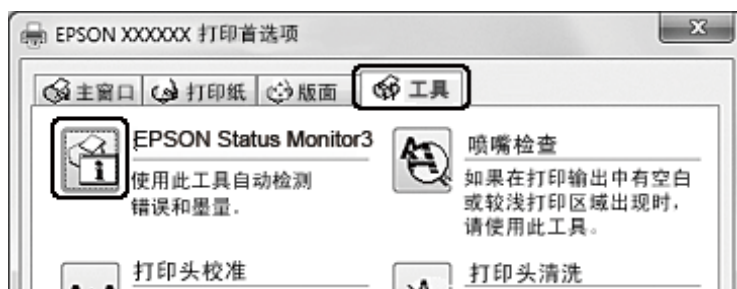 EPSON XXXXXX 打印首选项
主窗口 打印纸 版面 工具
EPSON Status Monitor3
使用此工具自动检测
错误和墨量.
喷嘴检查
如果在打印输出中有空白
或较浅打印区域出现时，
请使用此工具。
打印头校准
打印头清洗